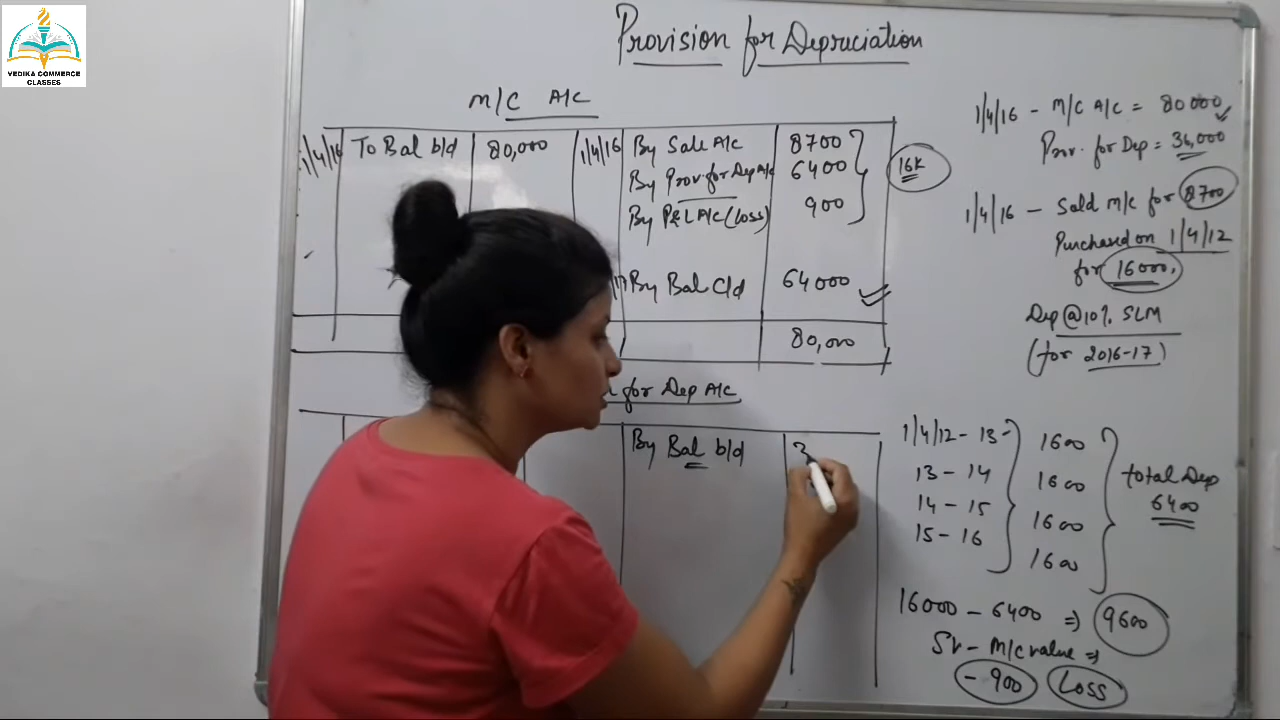 VEDIKA COMMERCE
CLASSES
Provision for Depreciation
M/C A/C
1/4/16 To Bal b/d 80,000 1/4/16 By Sale A/c 8700
By Prov. for Dep A/c 6400
By P&L A/C (Loss) 900
16K
By Bal C/d 64000
80,000
for Dep A/c
By Bal b/d 3
1/4/16 - M/C A/C = 80000
Prov. for Dep = 36,000
1/4/16 - Sold m/c for 8700
Purchased on 1/4/12
for 16000.
Dep @ 10% SLM
(for 2016-17)
1/4/12 - 13 - 1600
13 - 14 1600
14 - 15 1600
15 - 16 1600
total Dep
6400
16000 - 6400 => 9600
Sv - M/c value =>
- 900 Loss